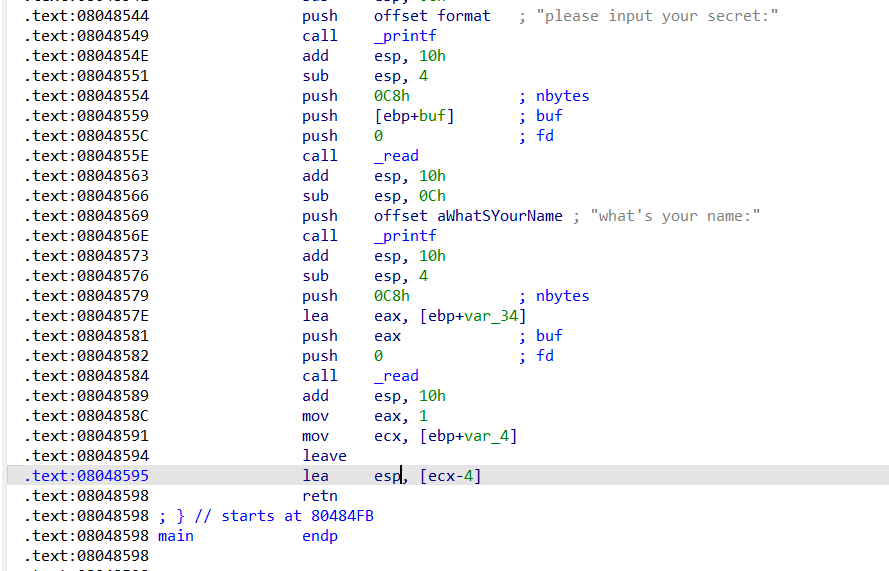 .text:08048544 push offset format ; "please input your secret:"
.text:08048549 call _printf
.text:0804854E add esp, 10h
.text:08048551 sub esp, 4
.text:08048554 push 0C8h ; nbytes
.text:08048559 push [ebp+buf] ; buf
.text:0804855C push 0 ; fd
.text:0804855E call _read
.text:08048563 add esp, 10h
.text:08048566 sub esp, 0Ch
.text:08048569 push offset aWhatSYourName ; "what's your name:"
.text:0804856E call _printf
.text:08048573 add esp, 10h
.text:08048576 sub esp, 4
.text:08048579 push 0C8h ; nbytes
.text:0804857E lea eax, [ebp+var_34]
.text:08048581 push eax ; buf
.text:08048582 push 0 ; fd
.text:08048584 call _read
.text:08048589 add esp, 10h
.text:0804858C mov eax, 1
.text:08048591 mov ecx, [ebp+var_4]
.text:08048594 leave
.text:08048595 lea esp, [ecx-4]
.text:08048598 retn
.text:08048598 ; } // starts at 80484FB
.text:08048598 main endp
.text:08048598